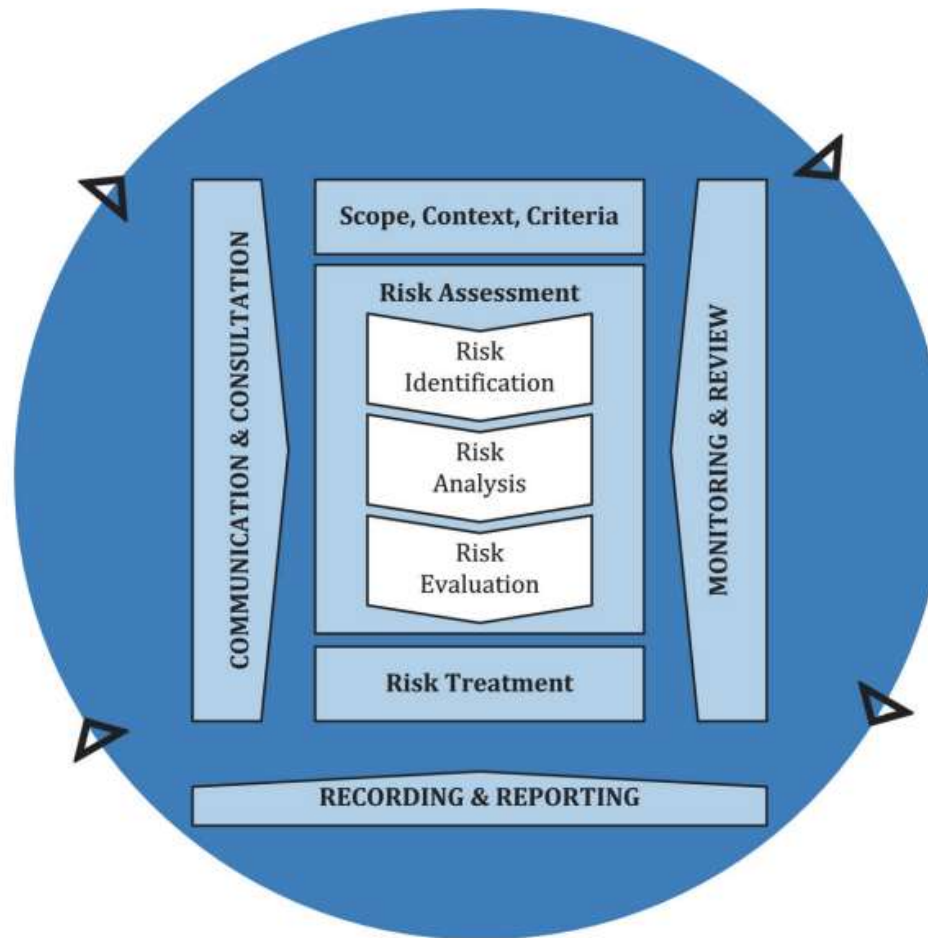 Scope, Context, Criteria
Risk Assessment
Risk
Identification
Risk
Analysis
Risk
Evaluation
Risk Treatment
COMMUNICATION & CONSULTATION
MONITORING & REVIEW
RECORDING & REPORTING